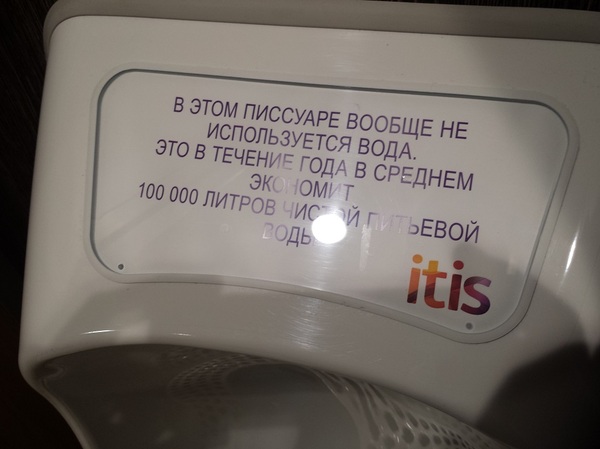 В ЭТОМ ПИССУАРЕ ВООБЩЕ НЕ
ИСПОЛЬЗУЕТСЯ ВОДА.
ЭТО В ТЕЧЕНИЕ ГОДА В СРЕДНЕМ
ЭКОНОМИТ
100 000 ЛИТРОВ ЧИСТОЙ ПИТЬЕВОЙ
ВОДЫ
itis